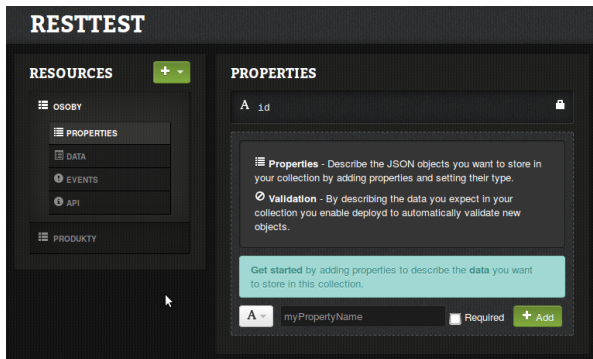 RESTTEST
RESOURCES
OSOBY
PROPERTIES
DATA
EVENTS
API
PRODUKTY
PROPERTIES
A id
Properties - Describe the JSON objects you want to store in
your collection by adding properties and setting their type.
Validation - By describing the data you expect in your
collection you enable deployd to automatically validate new
objects.
Get started by adding properties to describe the data you want
to store in this collection.
A myPropertyName Required Add